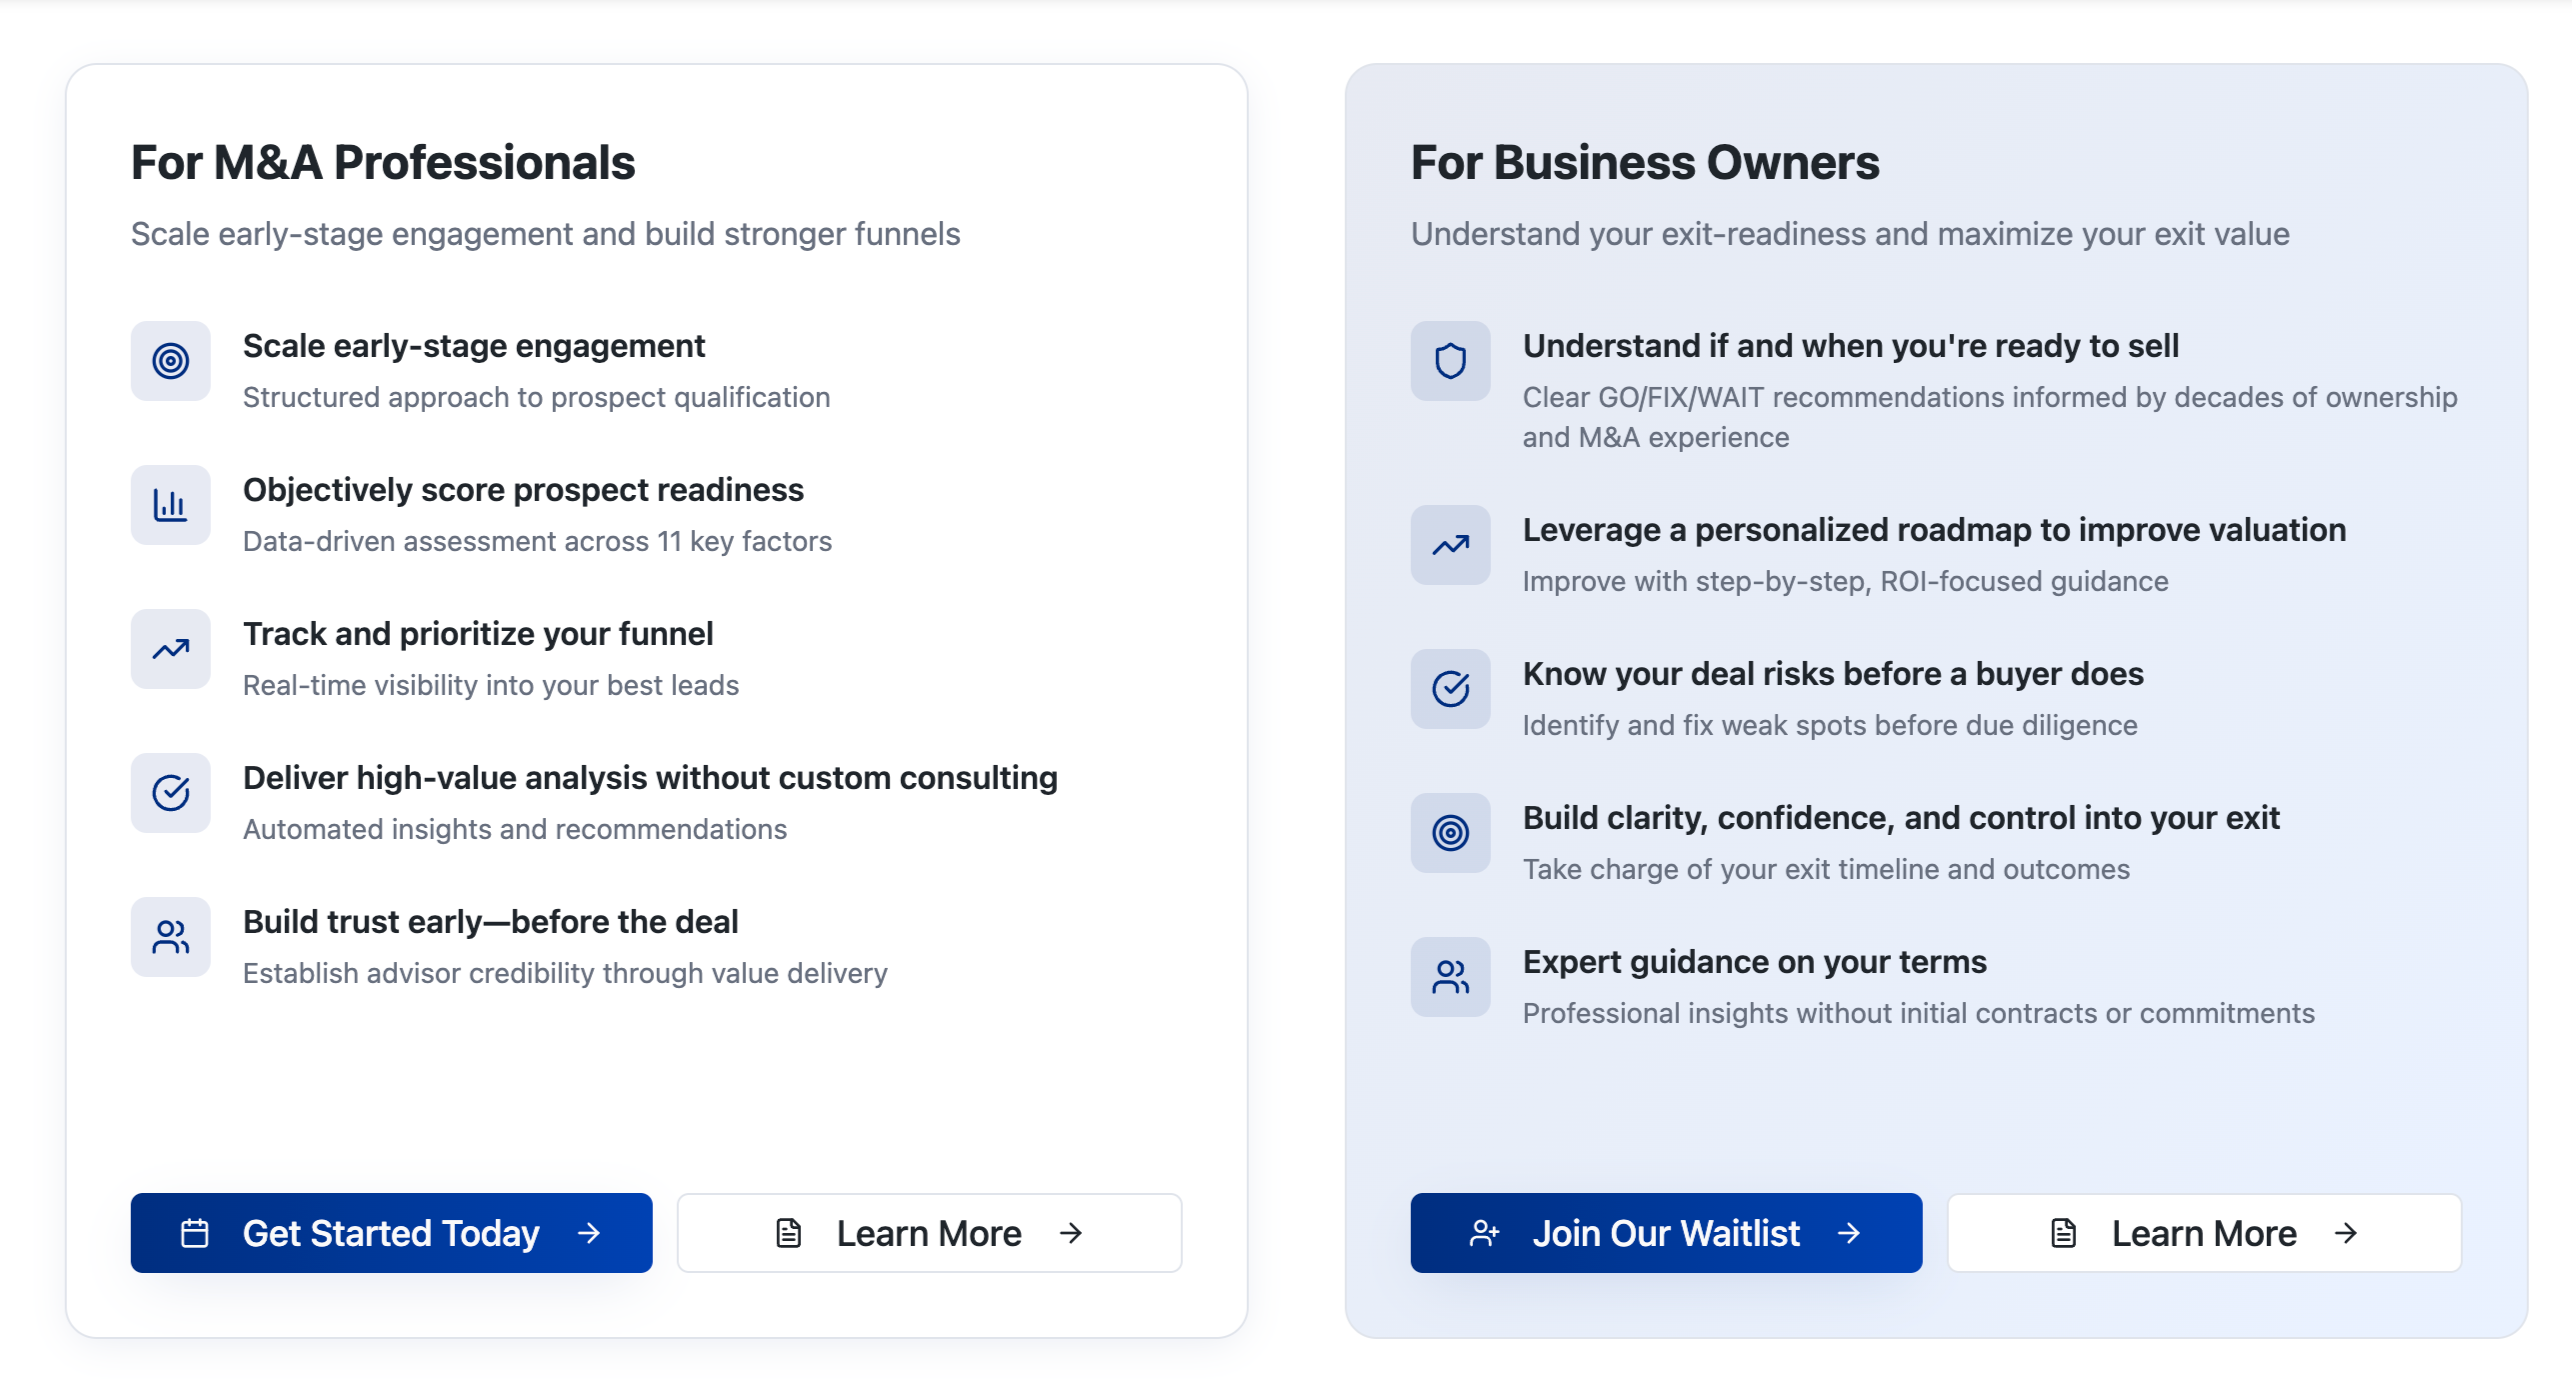 For M&A Professionals
Scale early-stage engagement and build stronger funnels
Scale early-stage engagement
Structured approach to prospect qualification
Objectively score prospect readiness
Data-driven assessment across 11 key factors
Track and prioritize your funnel
Real-time visibility into your best leads
Deliver high-value analysis without custom consulting
Automated insights and recommendations
Build trust early—before the deal
Establish advisor credibility through value delivery
Get Started Today
Learn More
For Business Owners
Understand your exit-readiness and maximize your exit value
Understand if and when you're ready to sell
Clear GO/FIX/WAIT recommendations informed by decades of ownership
and M&A experience
Leverage a personalized roadmap to improve valuation
Improve with step-by-step, ROI-focused guidance
Know your deal risks before a buyer does
Identify and fix weak spots before due diligence
Build clarity, confidence, and control into your exit
Take charge of your exit timeline and outcomes
Expert guidance on your terms
Professional insights without initial contracts or commitments
Join Our Waitlist
Learn More